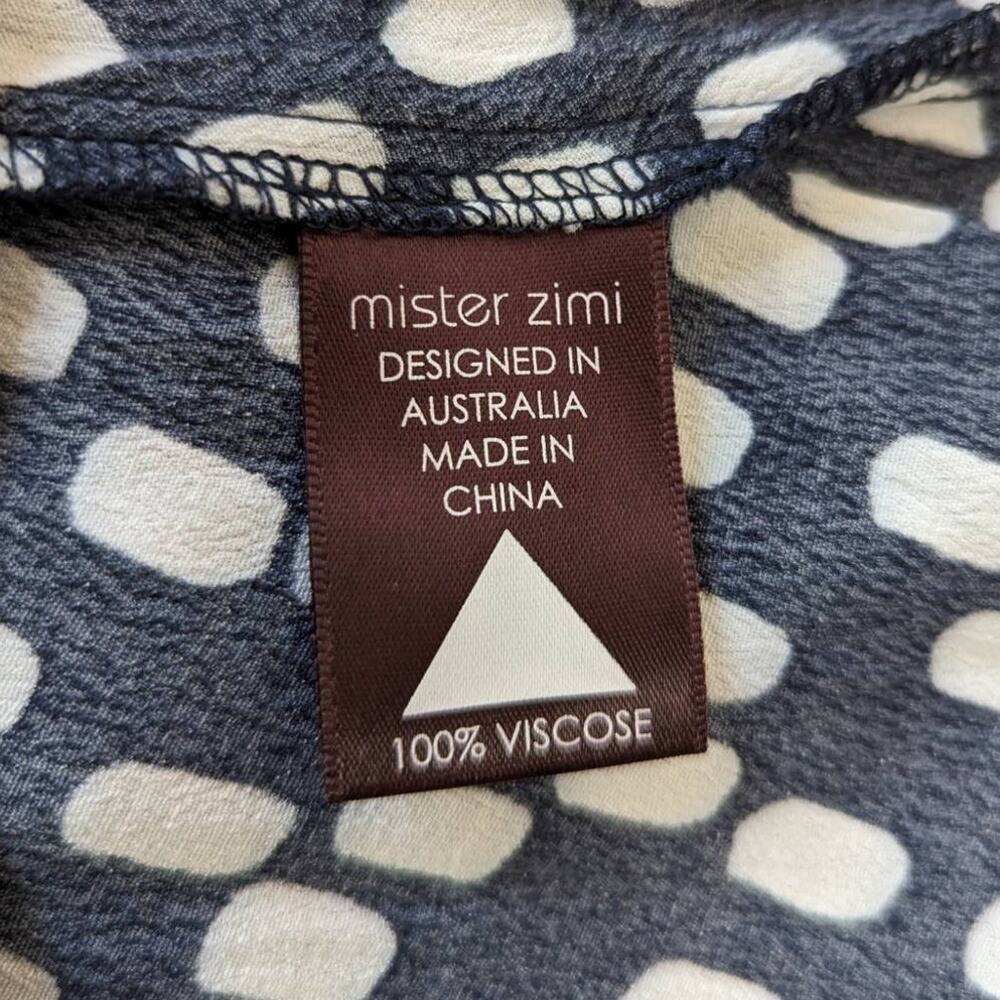 mister zimi
DESIGNED IN
AUSTRALIA
MADE IN
CHINA
100% VISCOSE